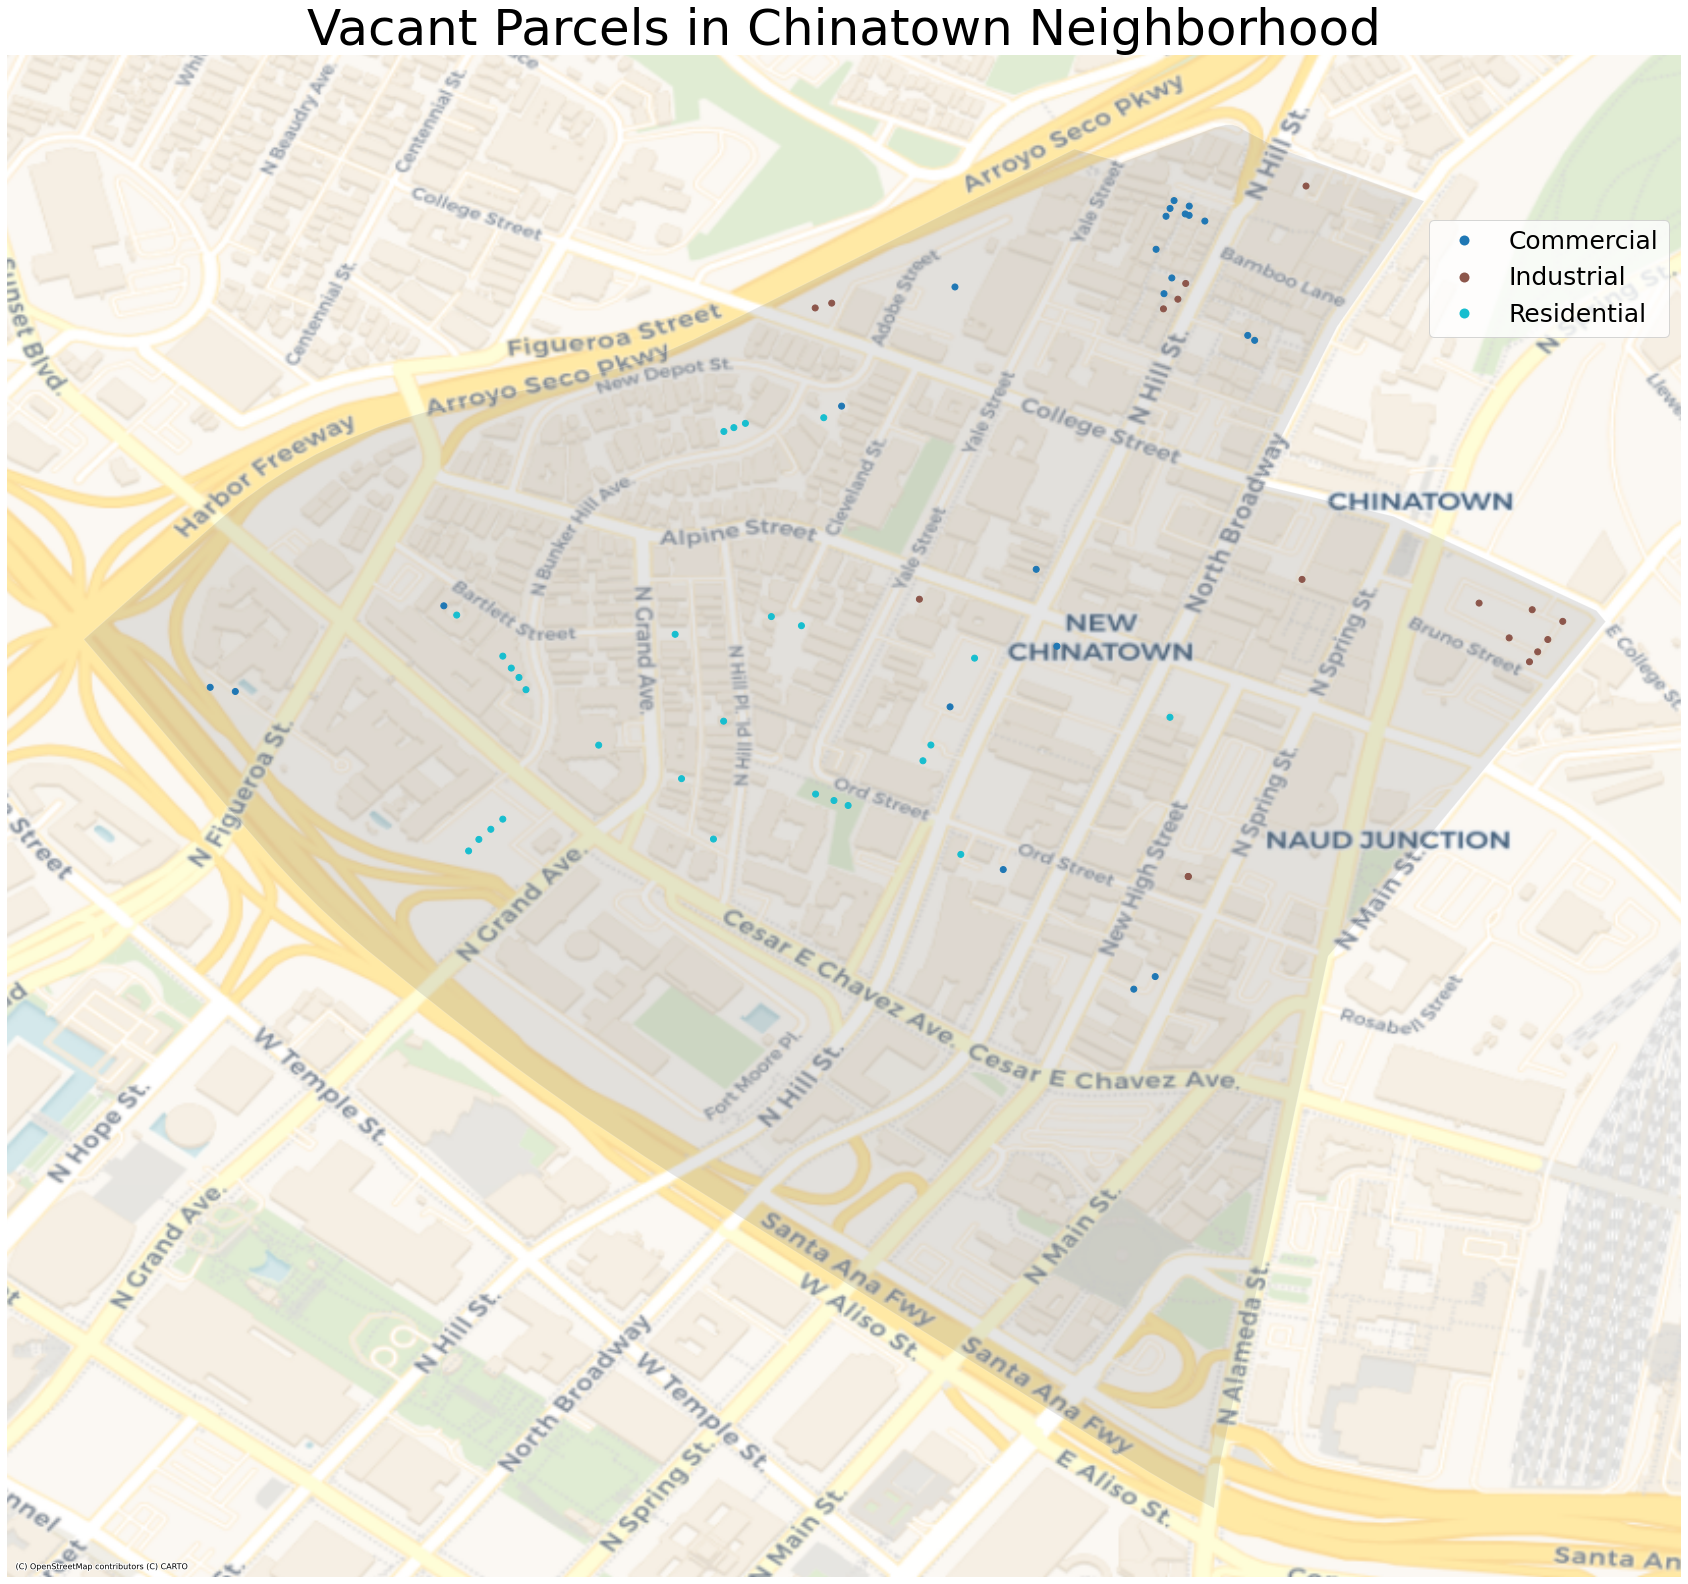 Vacant Parcels in Chinatown Neighborhood
N Beaudry Ave.
Centennial St.
Arroyo Seco Pkwy
N Hill St.
College Street
Yale Street
Commercial
Industrial
Residential
Centennial St.
Sunset Blvd.
Adobe Street
Bamboo Lane
N Spring St.
Figueroa Street
Arroyo Seco Pkwy
New Depot St.
N Hill St.
Yale Street
College Street
Harbor Freeway
Cleveland St.
North Broadway
CHINATOWN
N Bunker Hill Ave.
Alpine Street
Yale Street
Bartlett Street
N Grand Ave.
N Hill Pl.
N Hill Pl.
NEW
CHINATOWN
N Spring St.
Bruno Street
E College St.
N Figueroa St.
Ord Street
N Spring St.
NAUD JUNCTION
Street
N Grand Ave.
Ord Street
New High Street
N Main St.
Cesar E Chavez Ave.
Rosabell Street
W Temple St.
Fort Moore Pl.
N Hill St.
Cesar E Chavez Ave.
N Hope St.
N Grand Ave.
Santa Ana Fwy
W Aliso St.
N Main St.
N Alameda St.
N Hill St.
North Broadway
W Temple St.
Santa Ana Fwy
N Spring St.
E Aliso St.
N Main St.
Santa An
(C) OpenStreetMap contributors (C) CARTO